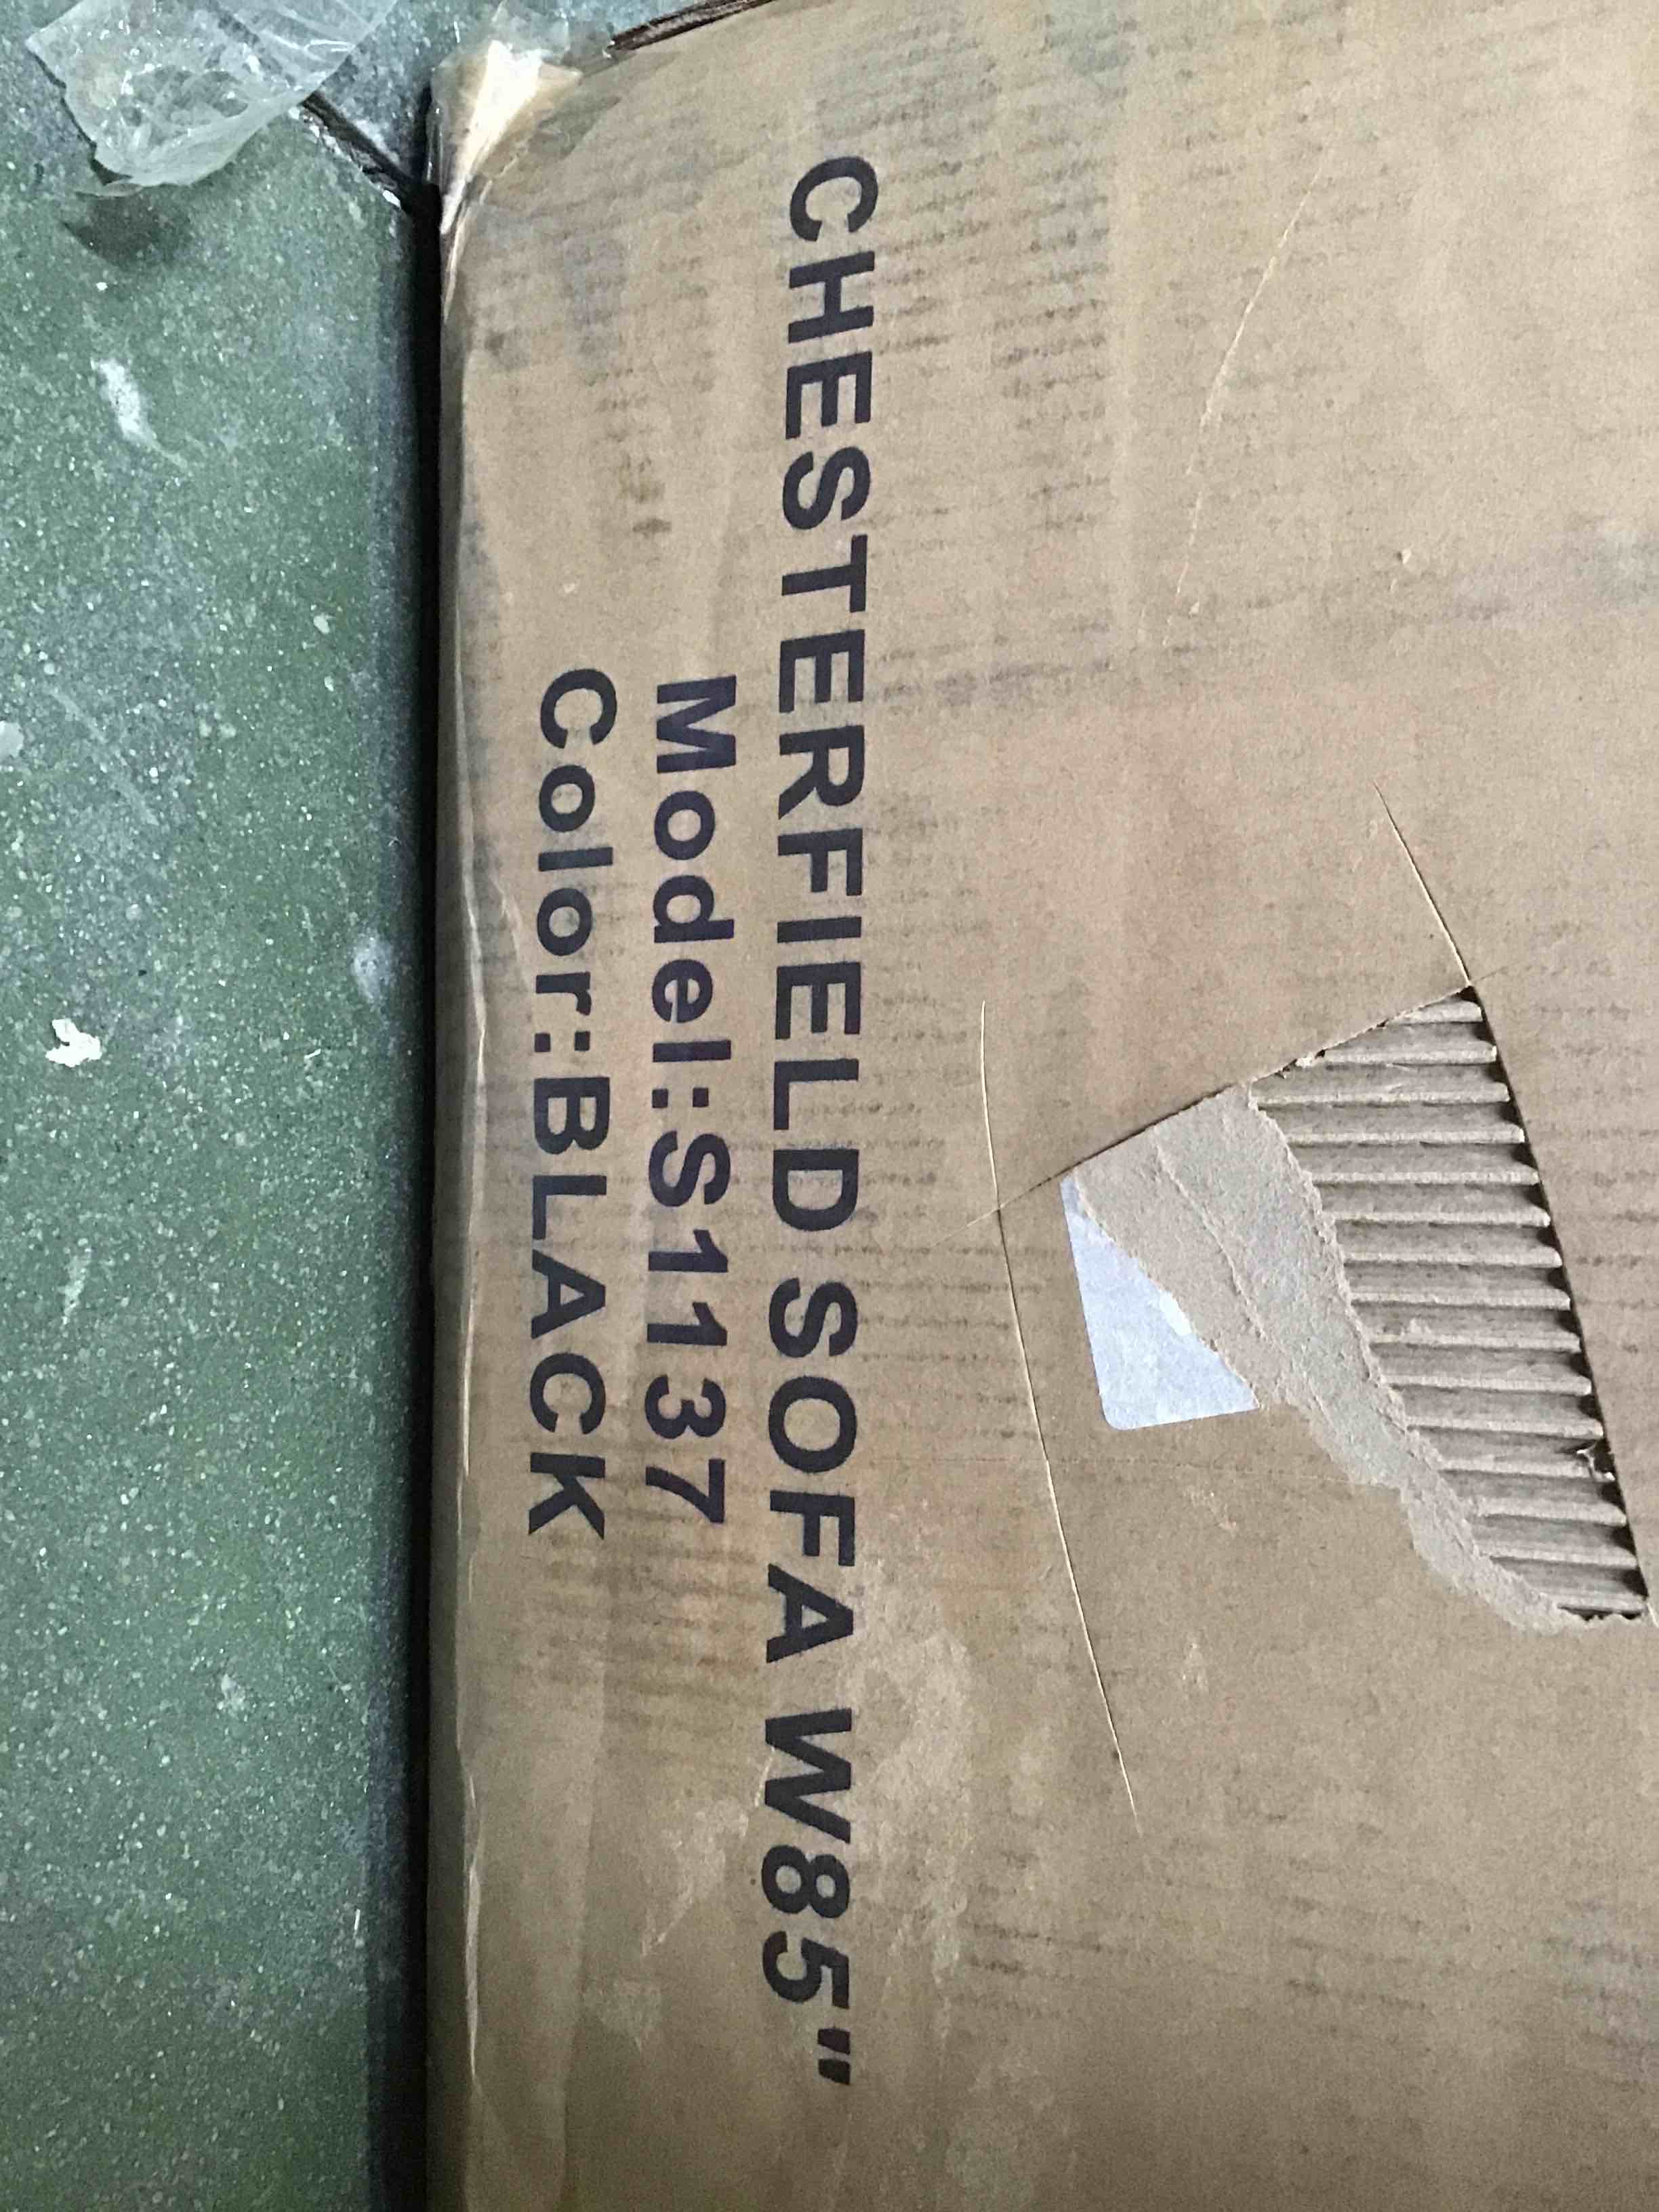 CHESTERFIELD SOFA W85"
Model:S1137
Color:BLACK